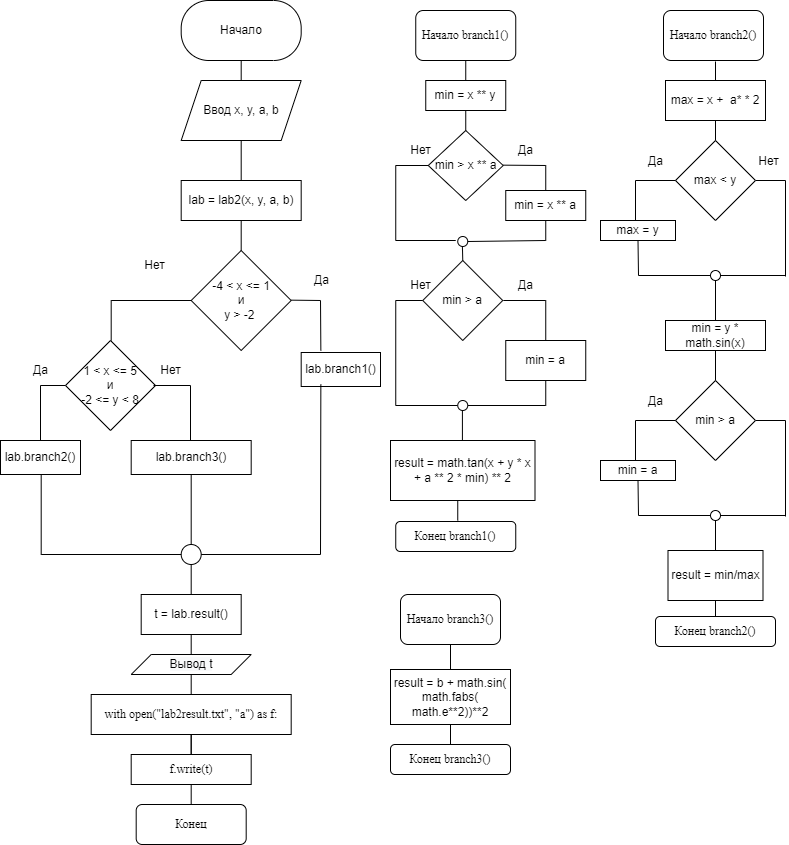 Начало
Ввод x, y, a, b
lab = lab2(x, y, a, b)
Нет
-4 < x <= 1
и
y > -2
Да
Да
1 < x <= 5
и
-2 <= y < 8
Нет
lab.branch1()
lab.branch2()
lab.branch3()
t = lab.result()
Вывод t
with open("lab2result.txt", "a") as f:
f.write(t)
Конец
Начало branch1()
min = x ** y
Нет
min > x ** a
Да
min = x ** a
Нет
min > a
Да
min = a
result = math.tan(x + y * x
+ a ** 2 * min) ** 2
Конец branch1()
Начало branch3()
result = b + math.sin(
math.fabs(
math.e**2))**2
Конец branch3()
Начало branch2()
max = x + a* * 2
Да
max < y
Нет
max = y
min = y *
math.sin(x)
Да
min > a
min = a
result = min/max
Конец branch2()